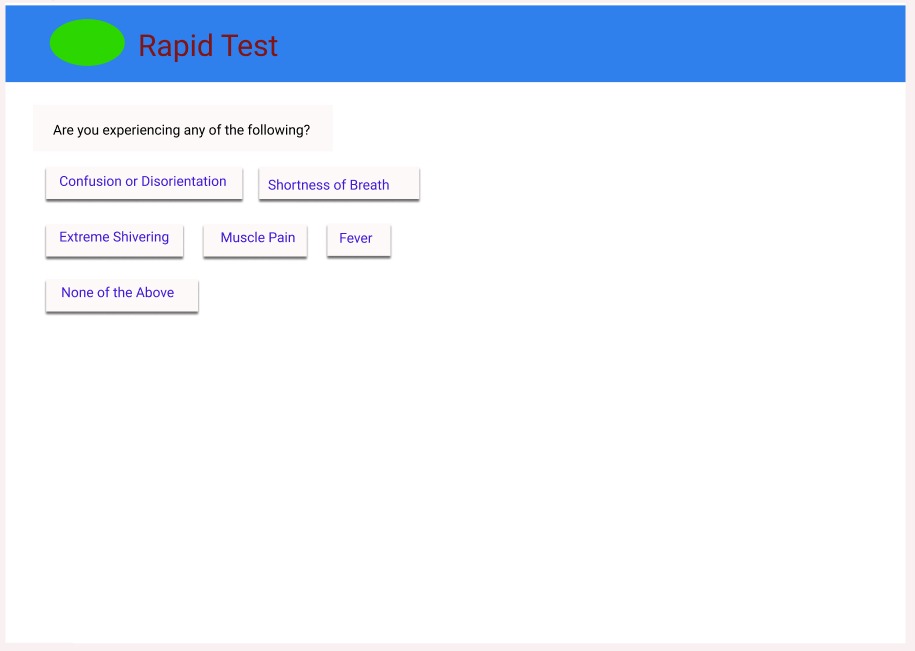 Rapid Test
Are you experiencing any of the following?
Confusion or Disorientation
Shortness of Breath
Extreme Shivering
Muscle Pain
Fever
None of the Above